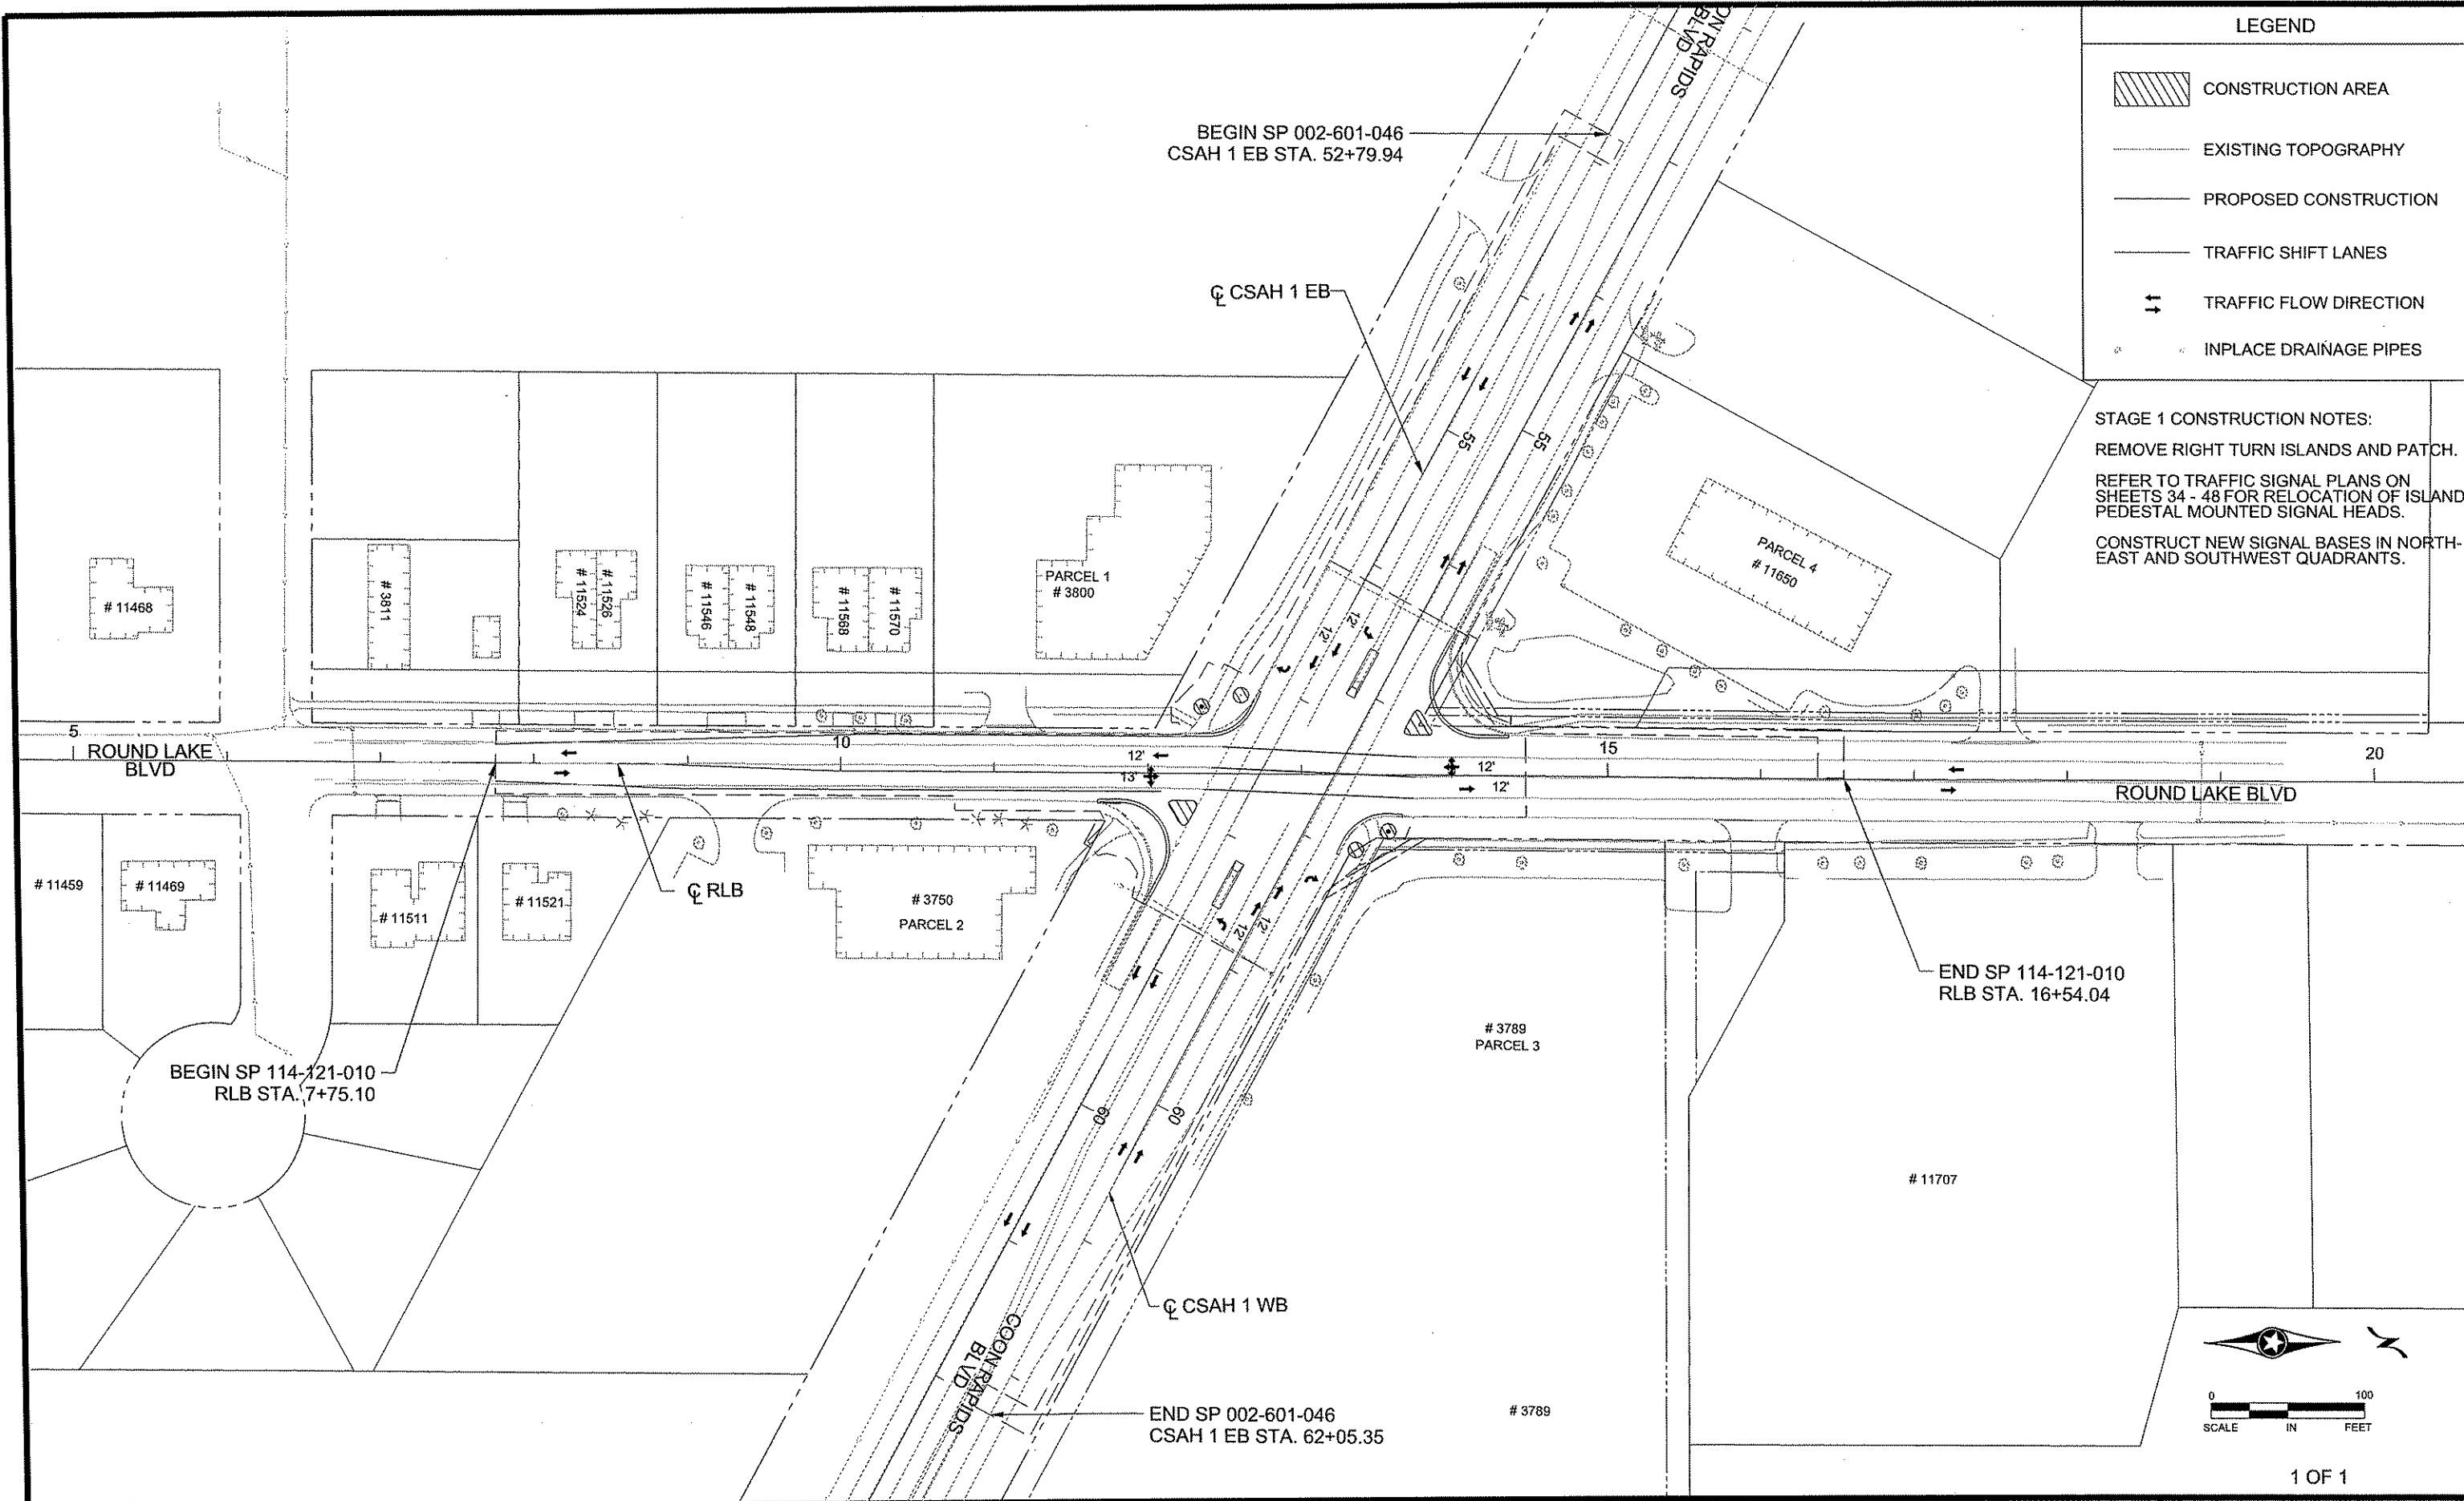 LEGEND
CONSTRUCTION AREA
EXISTING TOPOGRAPHY
PROPOSED CONSTRUCTION
TRAFFIC SHIFT LANES
TRAFFIC FLOW DIRECTION
INPLACE DRAINAGE PIPES
STAGE 1 CONSTRUCTION NOTES:
REMOVE RIGHT TURN ISLANDS AND PATCH.
REFER TO TRAFFIC SIGNAL PLANS ON
SHEETS 34 - 48 FOR RELOCATION OF ISLAND
PEDESTAL MOUNTED SIGNAL HEADS.
CONSTRUCT NEW SIGNAL BASES IN NORTH-
EAST AND SOUTHWEST QUADRANTS.
ON RAPIDS
BLVD
BEGIN SP 002-601-046
CSAH 1 EB STA. 52+79.94
CL CSAH 1 EB
55
55
PARCEL 4
# 11650
# 11468
# 3811
# 11524
# 11526
# 11546
# 11548
# 11568
# 11570
PARCEL 1
# 3800
12'
12'
5
ROUND LAKE
BLVD
10
12'
13'
12'
12'
15
20
ROUND LAKE BLVD
# 11459
# 11469
# 11511
# 11521
CL RLB
# 3750
PARCEL 2
12'
12'
END SP 114-121-010
RLB STA. 16+54.04
# 3789
PARCEL 3
BEGIN SP 114-121-010
RLB STA. 7+75.10
60
60
# 11707
CL CSAH 1 WB
COON RAPIDS
BLVD
END SP 002-601-046
CSAH 1 EB STA. 62+05.35
# 3789
N
0 100
SCALE IN FEET
1 OF 1